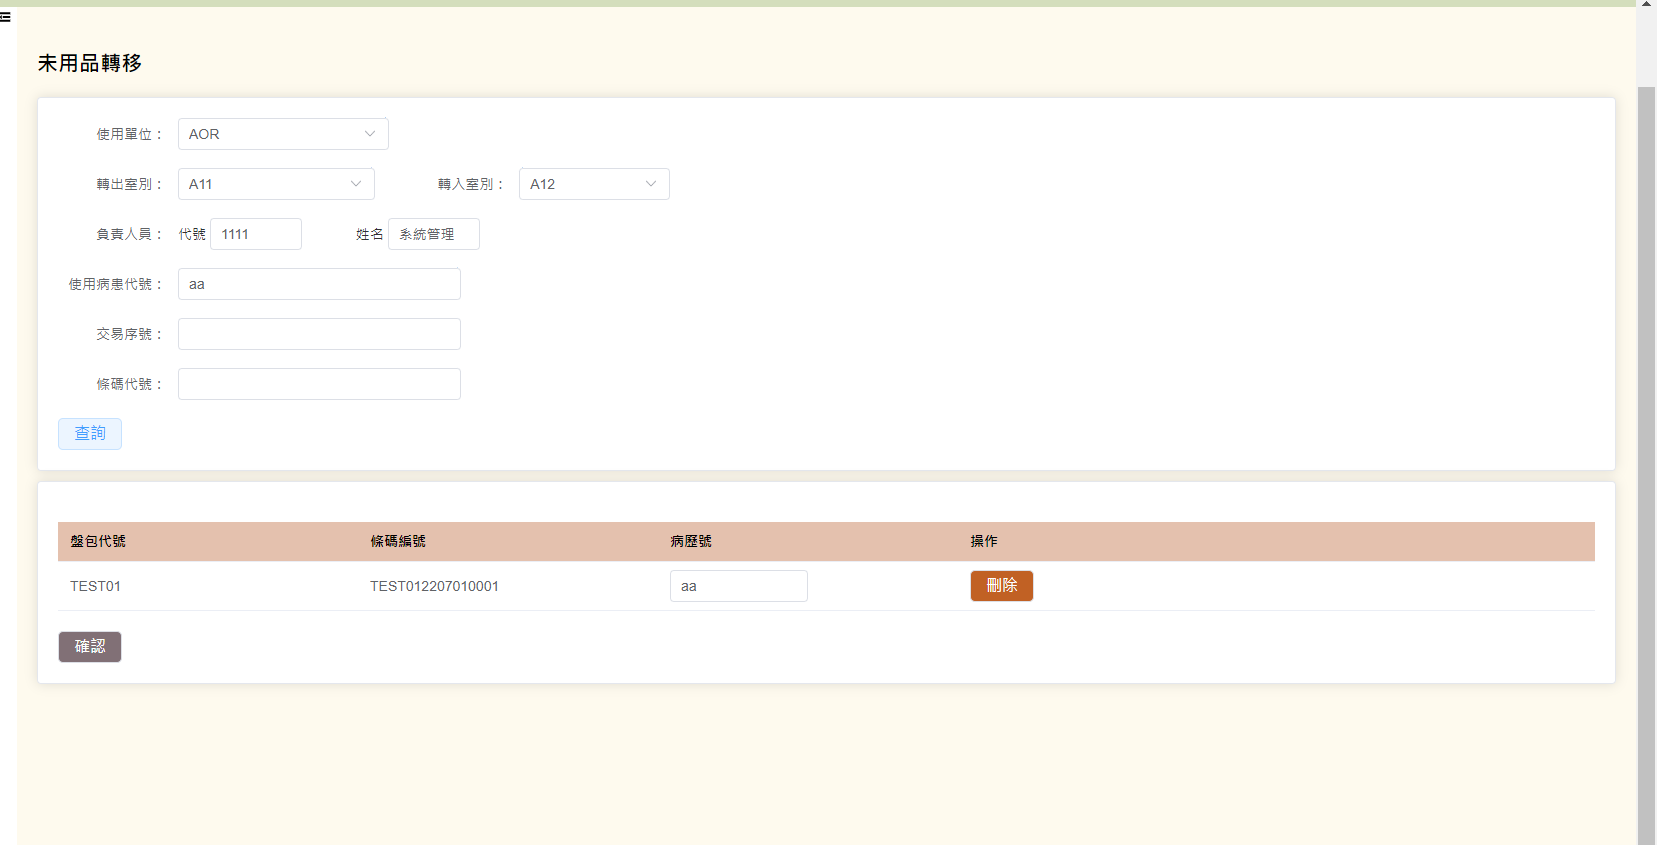 未用品轉移
使用單位： AOR
轉出室別： A11 轉入室別： A12
負責人員： 代號 1111 姓名 系統管理
使用病患代號： aa
交易序號：
條碼代號：
查詢
盤包代號 條碼編號 病歷號 操作
TEST01 TEST012207010001 aa 刪除
確認